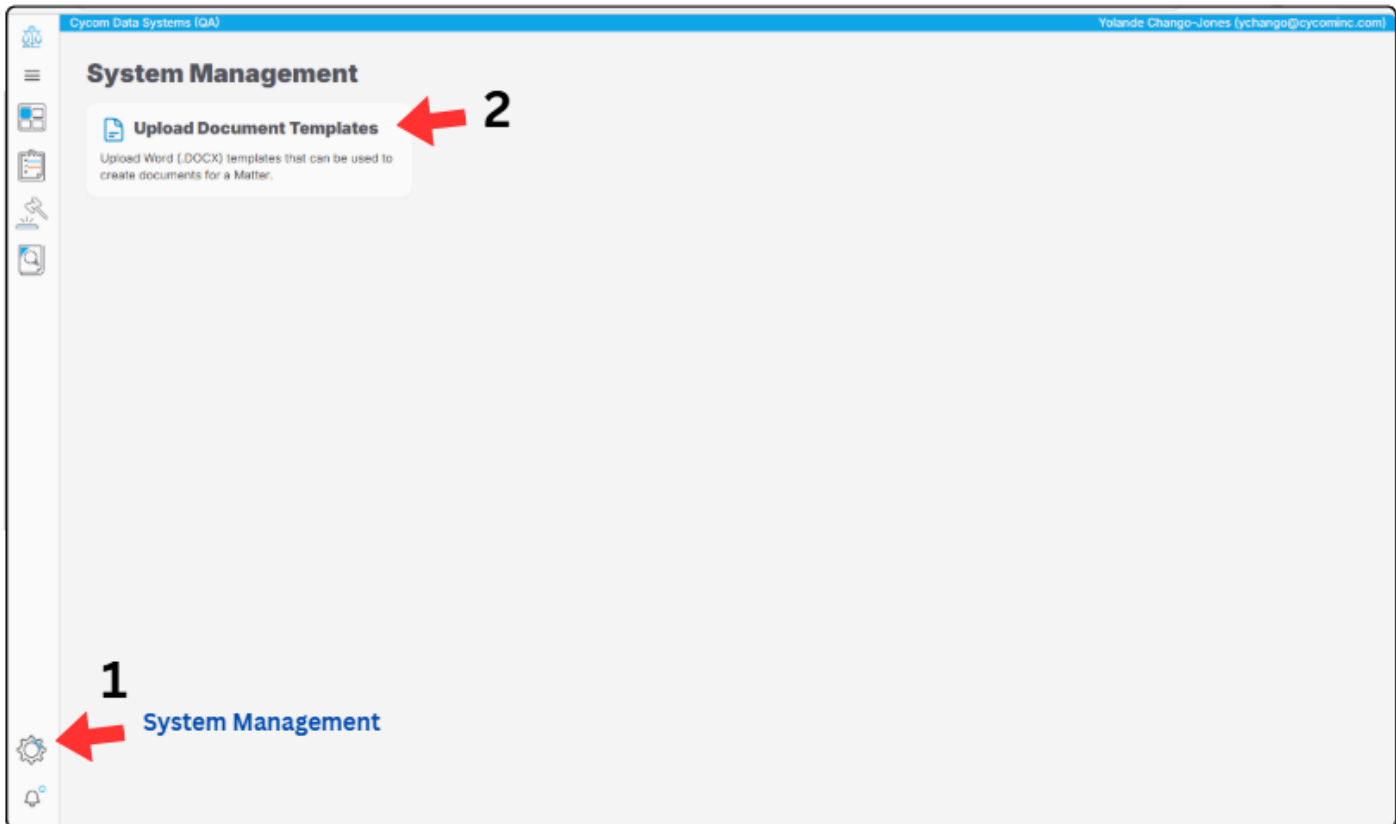 Cycom Data Systems (QA)
Yolande Chango-Jones (ychango@cycominc.com)
System Management
Upload Document Templates
2
Upload Word (.DOCX) templates that can be used to
create documents for a Matter.
1
System Management